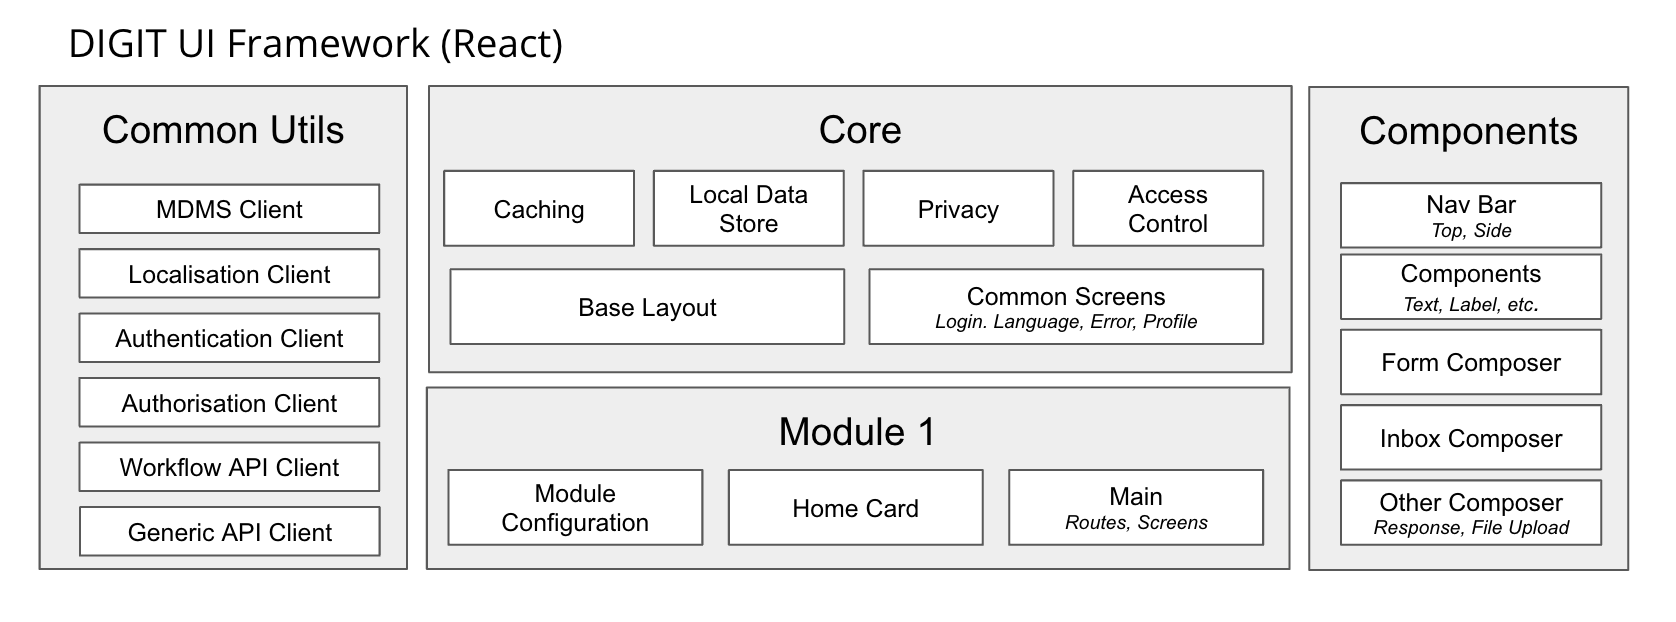 DIGIT UI Framework (React)
Common Utils
MDMS Client
Localisation Client
Authentication Client
Authorisation Client
Workflow API Client
Generic API Client
Core
Caching
Local Data
Store
Privacy
Access
Control
Base Layout
Common Screens
Login. Language, Error, Profile
Module 1
Module
Configuration
Home Card
Main
Routes, Screens
Components
Nav Bar
Top, Side
Components
Text, Label, etc.
Form Composer
Inbox Composer
Other Composer
Response, File Upload